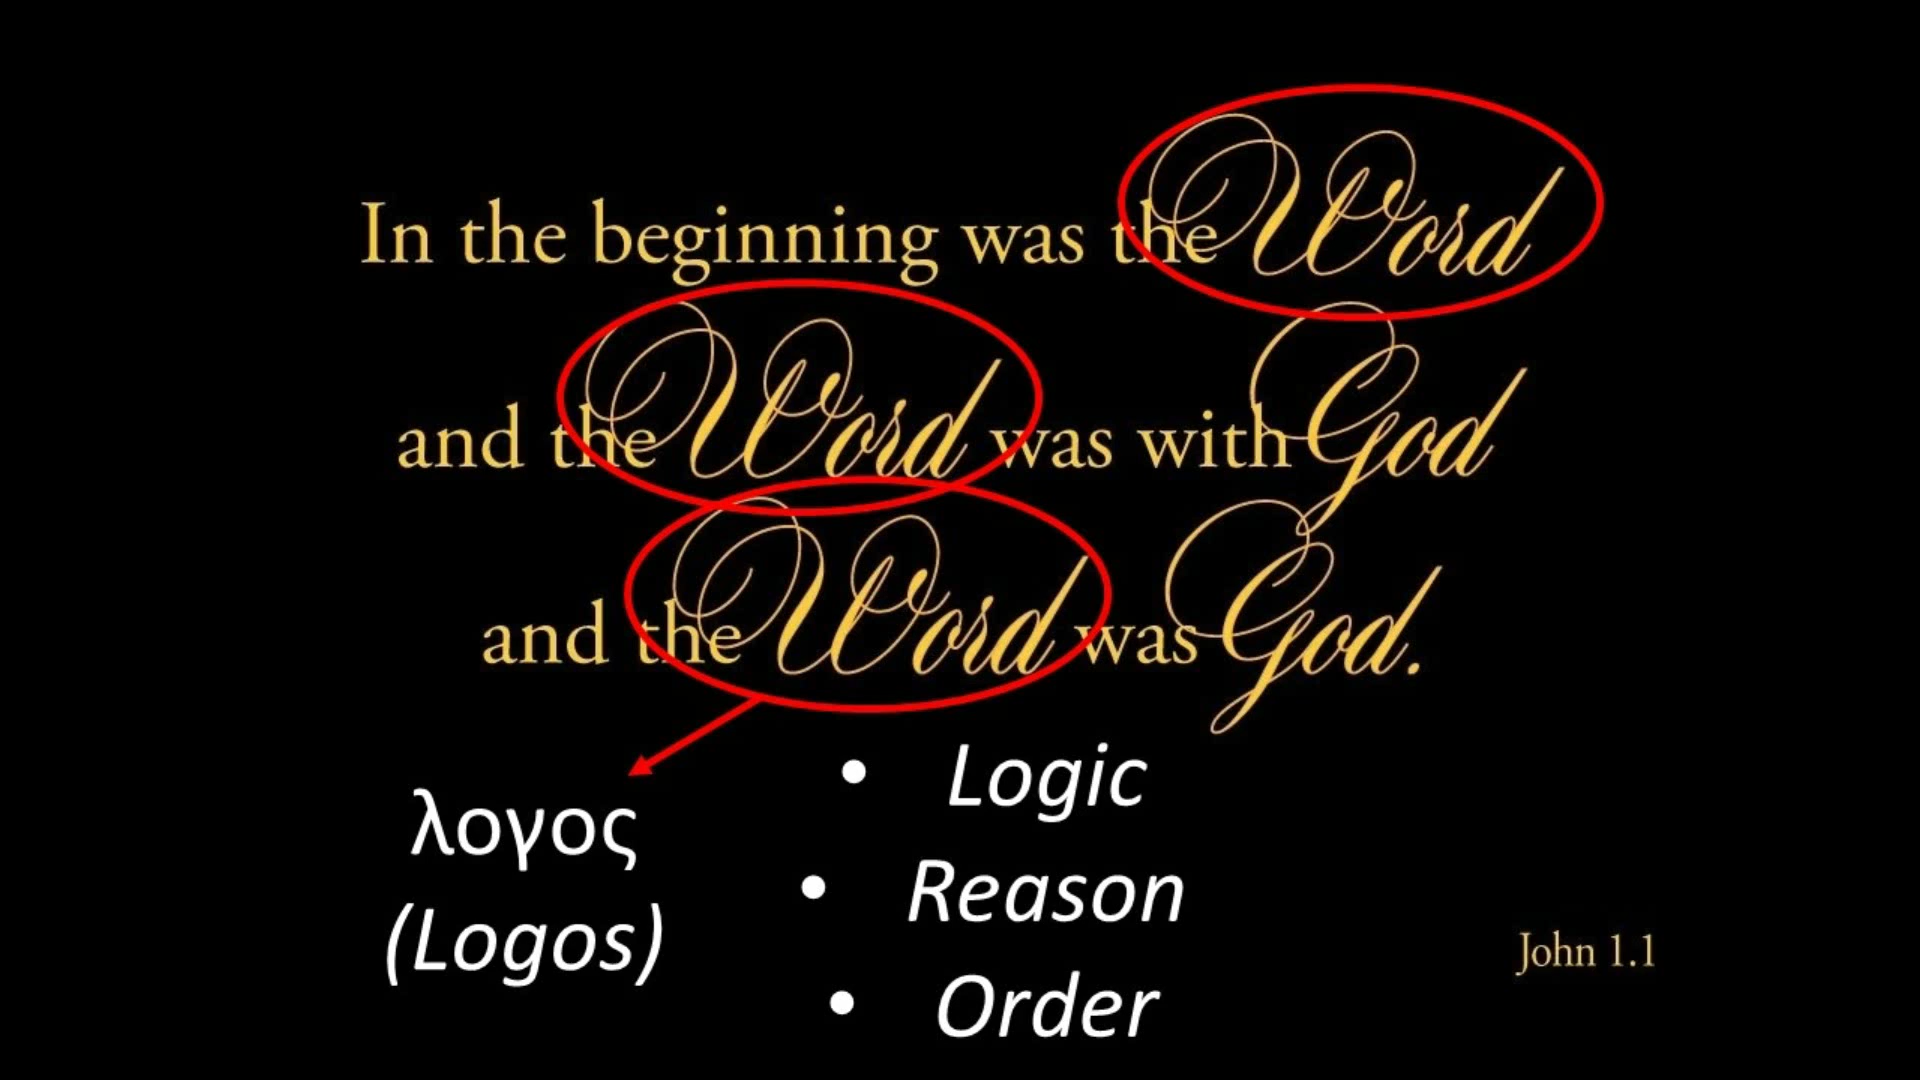 In the beginning was the Word
and the Word was with God
and the Word was God.
λογος
(Logos)
• Logic
• Reason
• Order
John 1.1